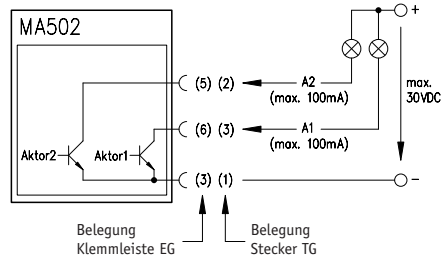 MA502
+
(5) (2)
A2
(max. 100mA)
max.
30VDC
(6) (3)
A1
(max. 100mA)
Aktor2
Aktor1
(3) (1)
−
Belegung
Klemmleiste EG
Belegung
Stecker TG